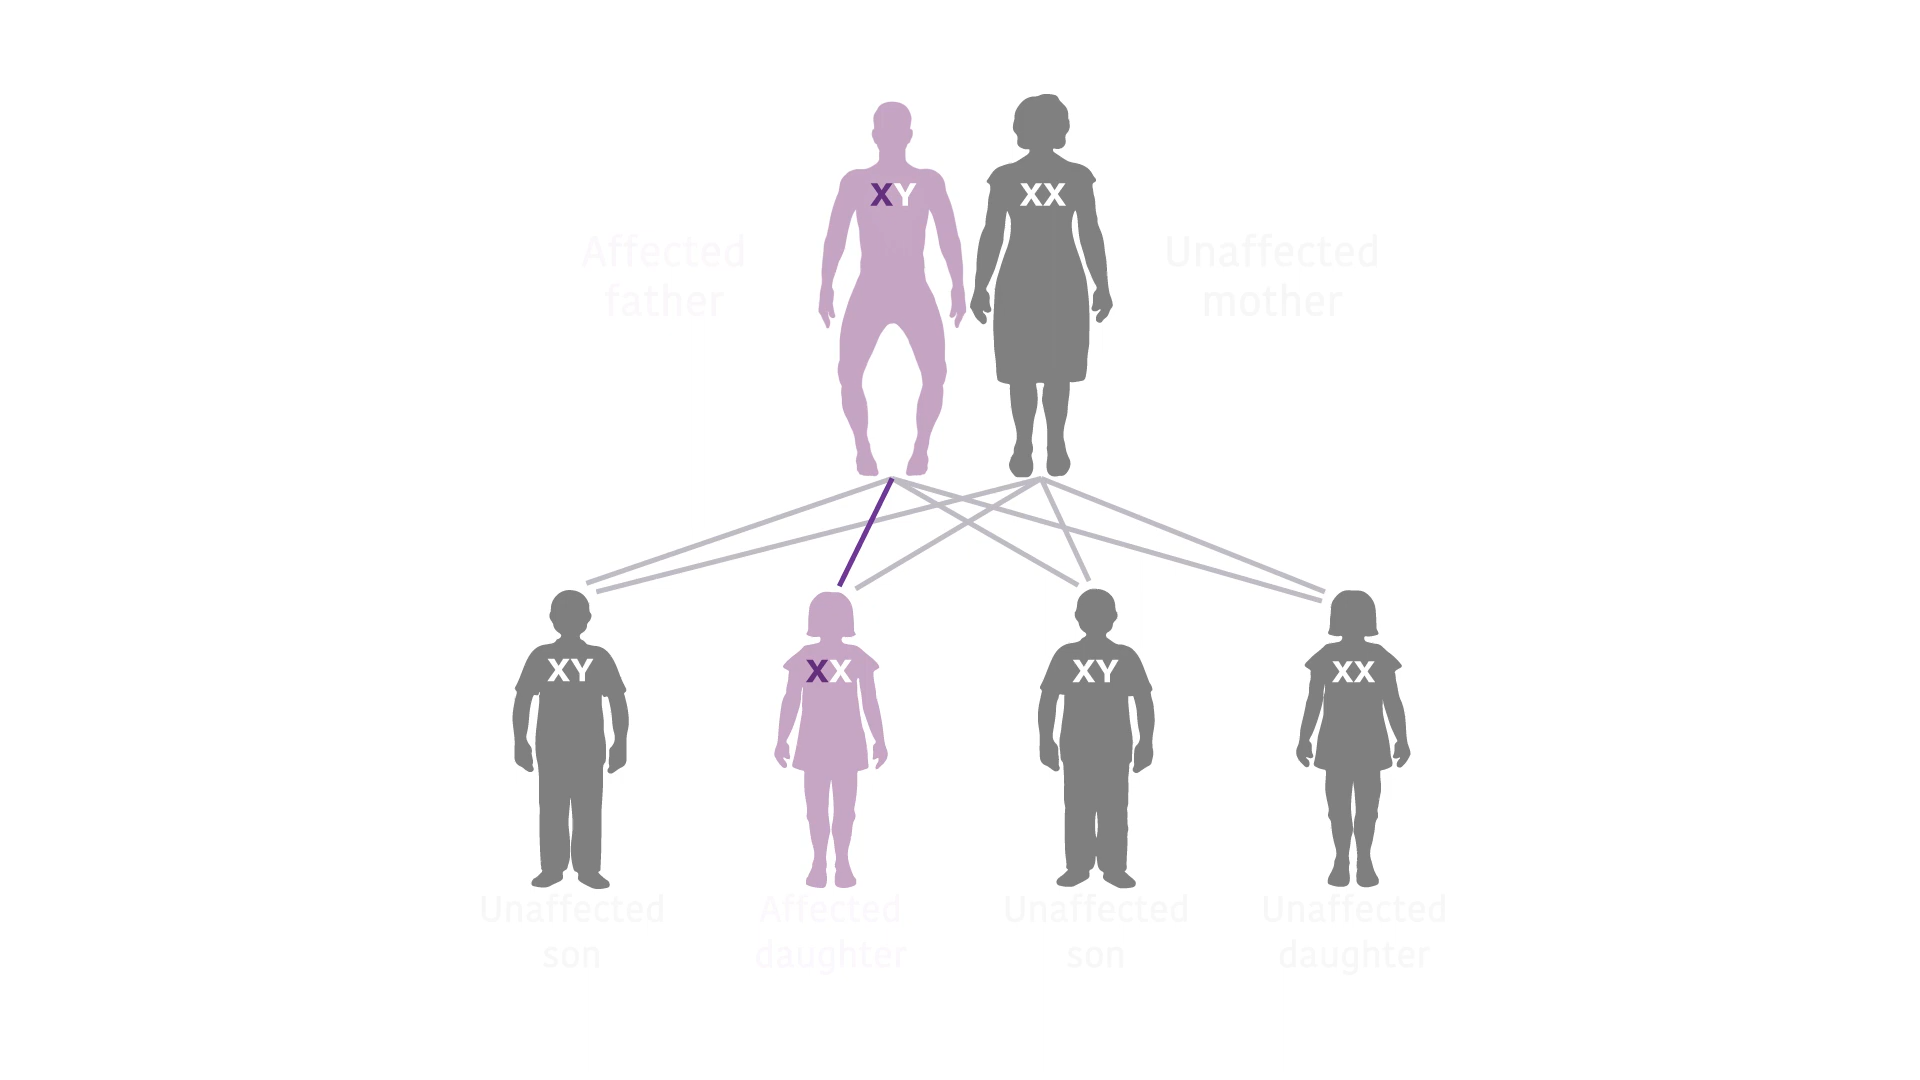 XY
XX
Affected
father
Unaffected
mother
XY
XX
XY
XX
Unaffected
son
Affected
daughter
Unaffected
son
Unaffected
daughter